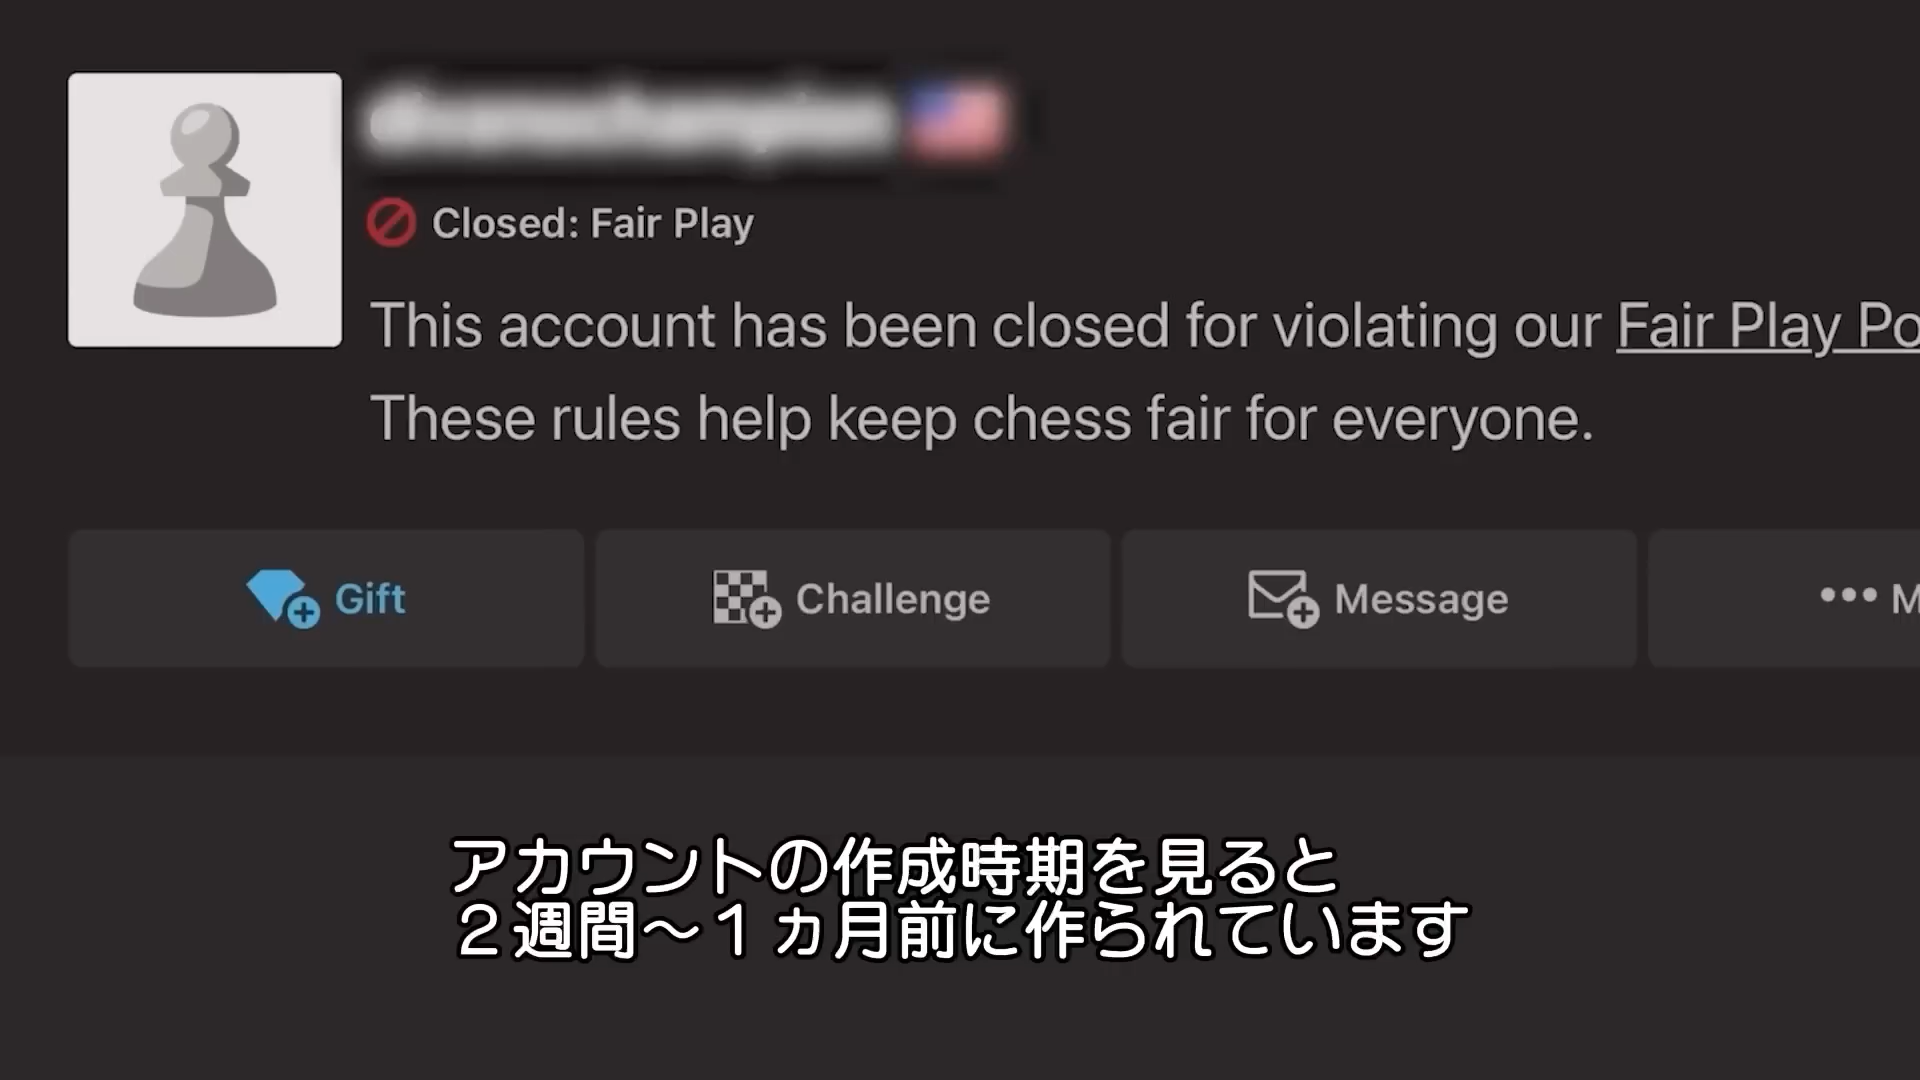 Closed: Fair Play
This account has been closed for violating our Fair Play Po
These rules help keep chess fair for everyone.
Gift
Challenge
Message
••• M
アカウントの作成時期を見ると
２週間～１ヵ月前に作られています